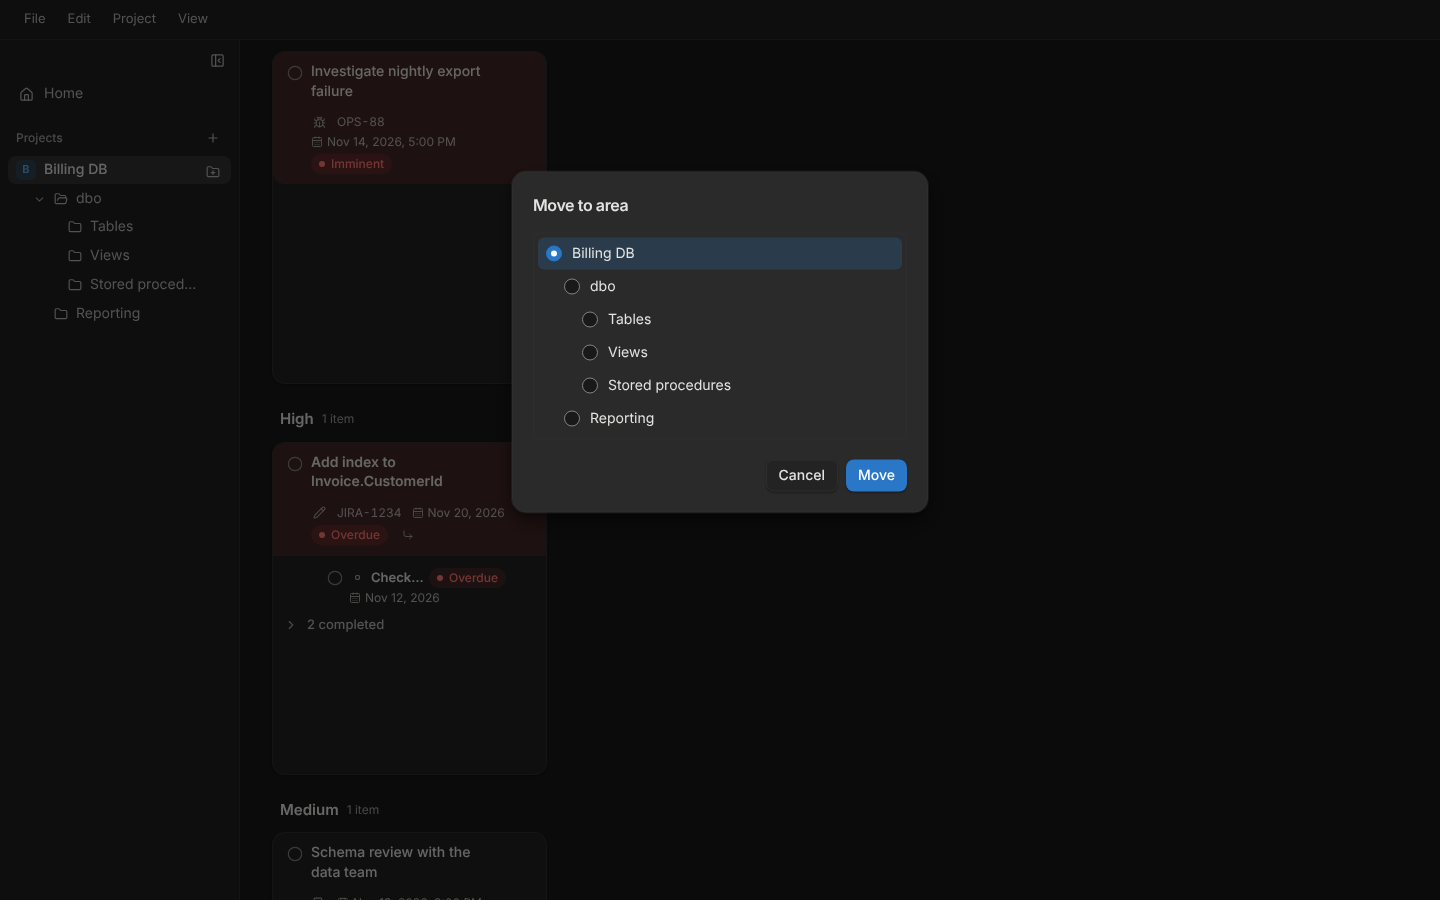 File Edit Project View
Home
Projects
B Billing DB
dbo
Tables
Views
Stored proced...
Reporting
Investigate nightly export
failure
OPS-88
Nov 14, 2026, 5:00 PM
Imminent
High 1 item
Add index to
Invoice.CustomerId
JIRA-1234 Nov 20, 2026
Overdue
Check... Overdue
Nov 12, 2026
2 completed
Medium 1 item
Schema review with the
data team
Move to area
Billing DB
dbo
Tables
Views
Stored procedures
Reporting
Cancel Move